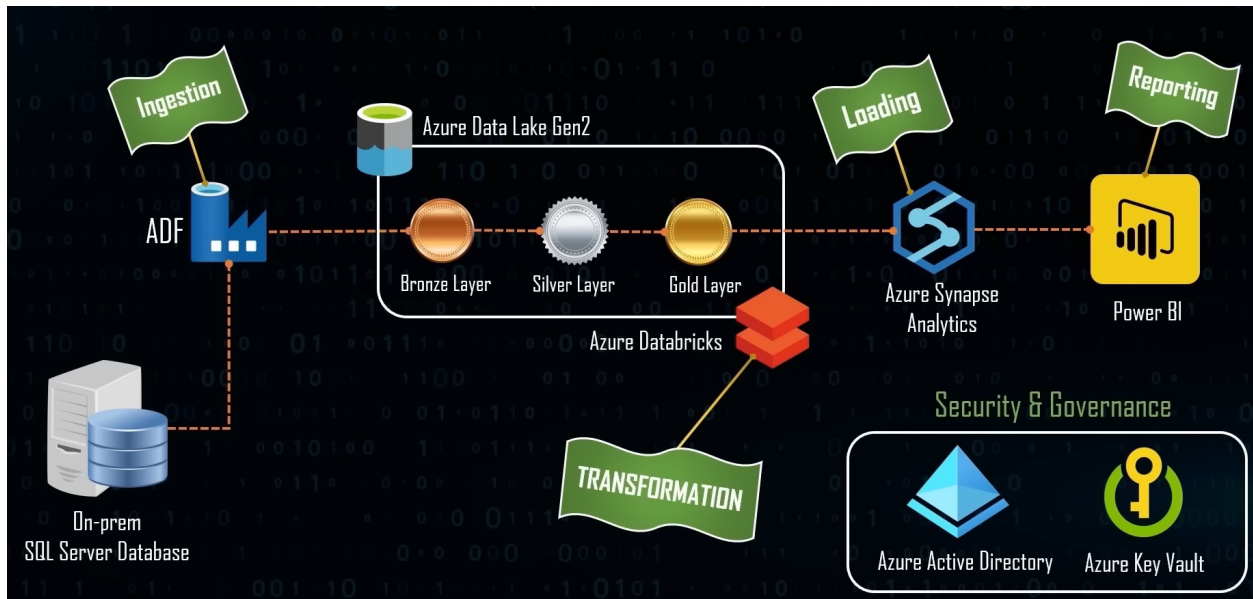 Ingestion
ADF
On-prem
SQL Server Database
Azure Data Lake Gen2
Bronze Layer
Silver Layer
Gold Layer
Azure Databricks
TRANSFORMATION
Loading
Azure Synapse
Analytics
Reporting
Power BI
Security & Governance
Azure Active Directory
Azure Key Vault